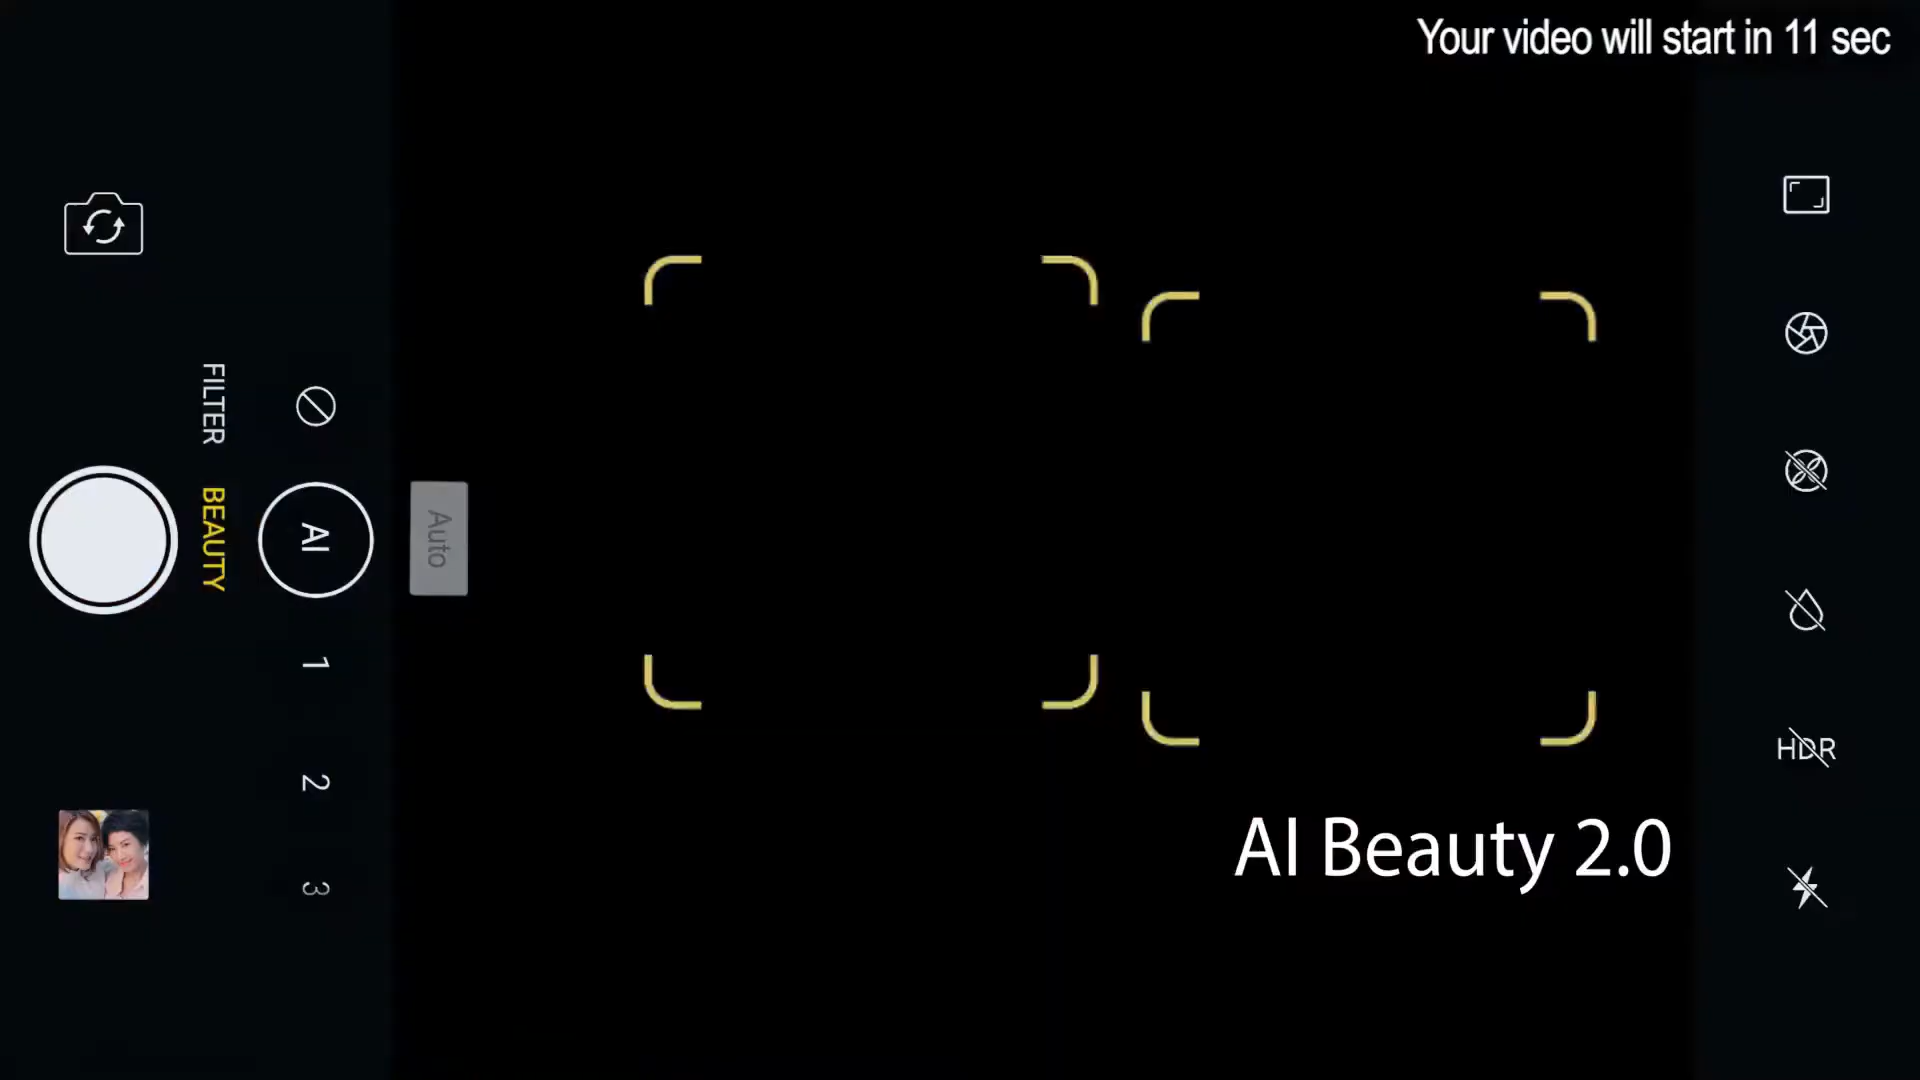 Your video will start in 11 sec
FILTER
BEAUTY
AI
1
2
3
Auto
HDR
AI Beauty 2.0